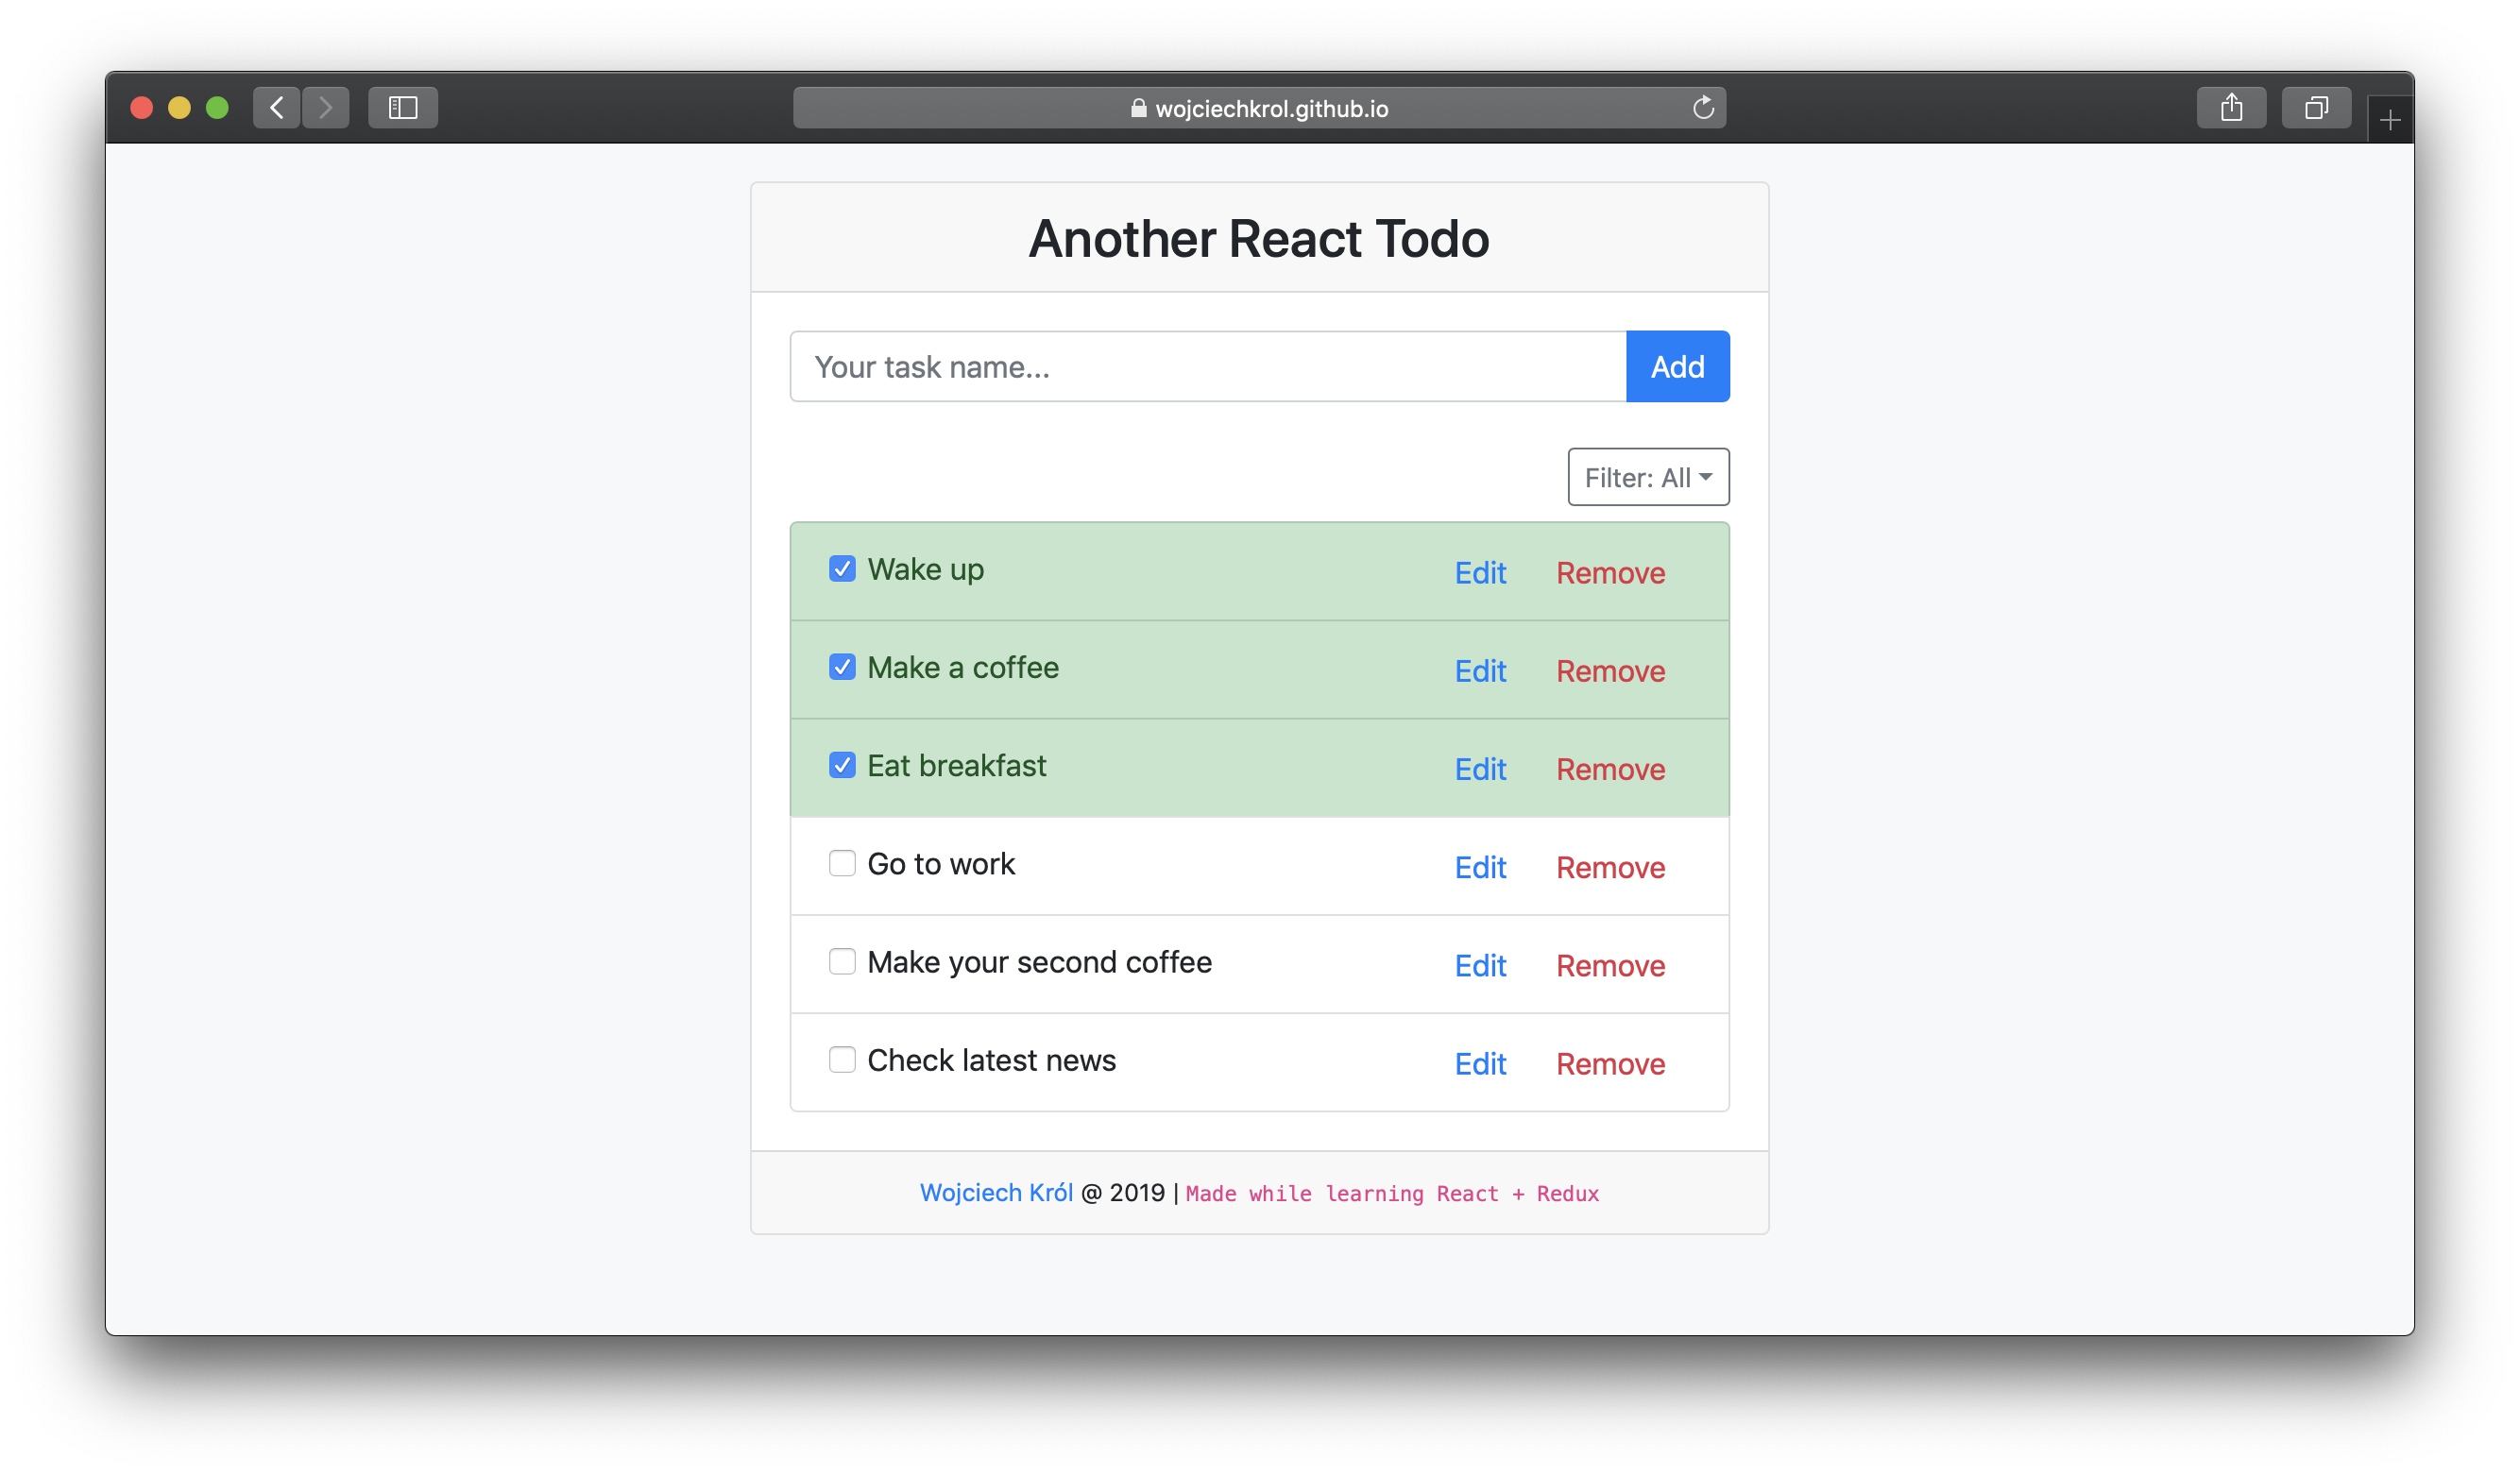 wojciechkrol.github.io
Another React Todo
Your task name...
Add
Filter: All
Wake up Edit Remove
Make a coffee Edit Remove
Eat breakfast Edit Remove
Go to work Edit Remove
Make your second coffee Edit Remove
Check latest news Edit Remove
Wojciech Król @ 2019 | Made while learning React + Redux